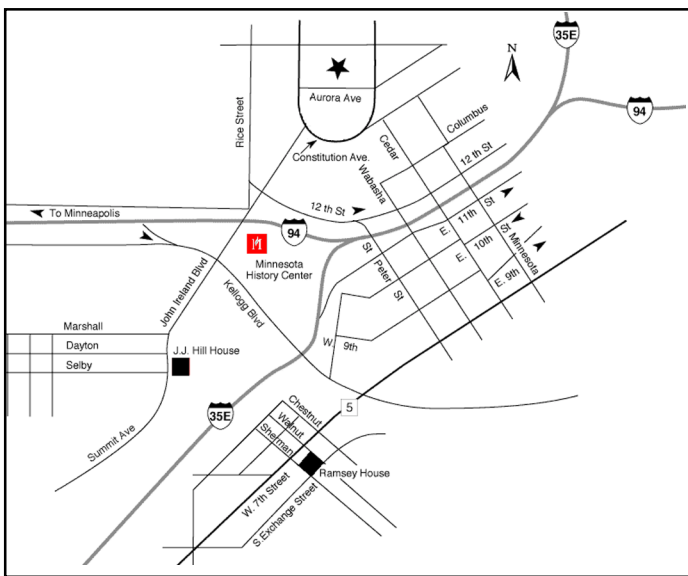 35E
N
94
Aurora Ave
Rice Street
Constitution Ave.
Cedar
Columbus
Wabasha
12 th St
12 th St
To Minneapolis
94
Minnesota
History Center
John Ireland Blvd
Kellogg Blvd
St
Peter
St
E. 11th St
E. 10th St
Minnesota
E. 9th
W. 9th
Marshall
Dayton
Selby
J.J. Hill House
Summit Ave
35E
5
Chestnut
Walnut
Sherman
Ramsey House
W. 7th Street
S.Exchange Street